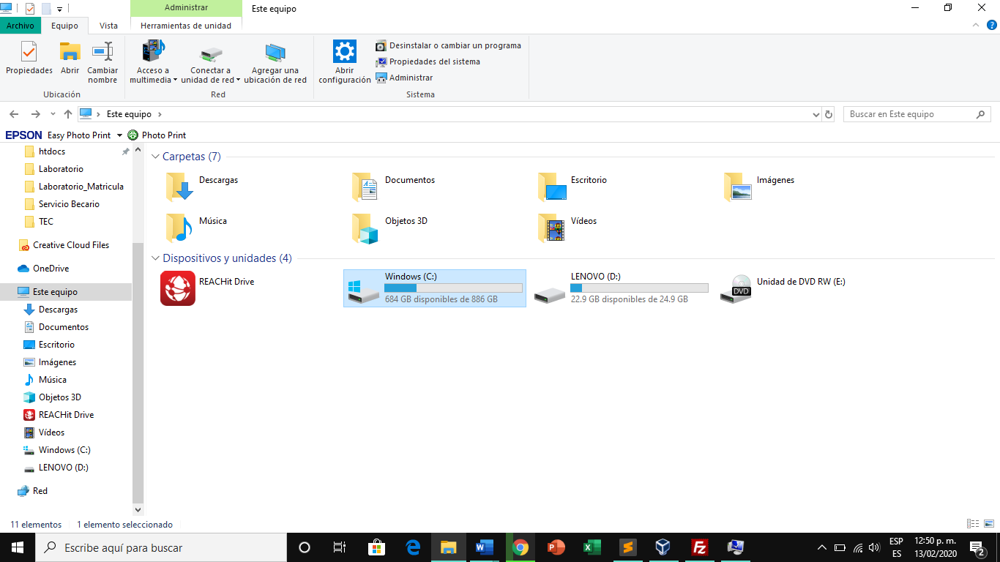 Administrar
Este equipo
Archivo
Equipo
Vista
Herramientas de unidad
Propiedades
Abrir
Cambiar
nombre
Ubicación
Acceso a
multimedia
Conectar a
unidad de red
Agregar una
ubicación de red
Red
Abrir
configuración
Desinstalar o cambiar un programa
Propiedades del sistema
Administrar
Sistema
Este equipo
Buscar en Este equipo
EPSON Easy Photo Print Photo Print
htdocs
Laboratorio
Laboratorio_Matricula
Servicio Becario
TEC
Creative Cloud Files
OneDrive
Este equipo
Descargas
Documentos
Escritorio
Imágenes
Música
Objetos 3D
REACHit Drive
Vídeos
Windows (C:)
LENOVO (D:)
Red
Carpetas (7)
Descargas
Documentos
Escritorio
Imágenes
Música
Objetos 3D
Vídeos
Dispositivos y unidades (4)
REACHit Drive
Windows (C:)
684 GB disponibles de 886 GB
LENOVO (D:)
22.9 GB disponibles de 24.9 GB
DVD
Unidad de DVD RW (E:)
11 elementos
1 elemento seleccionado
Escribe aquí para buscar
ESP
ES
12:50 p. m.
13/02/2020
2